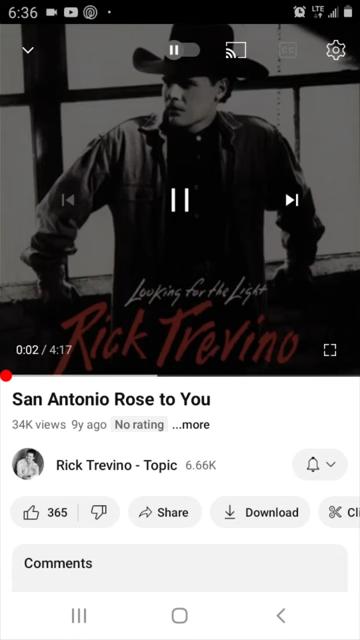 6:36
LTE
CC
Looking for the Light
Rick Trevino
0:02 / 4:17
San Antonio Rose to You
34K views 9y ago No rating ...more
Rick Trevino - Topic 6.66K
365 Share Download Cli
Comments